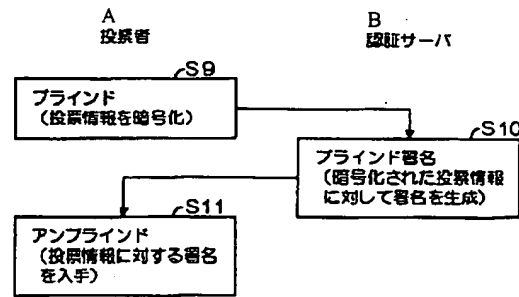 A
投票者
B
認証サーバ
S9
ブラインド
（投票情報を暗号化）
S10
ブラインド署名
（暗号化された投票情報
に対して署名を生成）
S11
アンブラインド
（投票情報に対する署名
を入手）